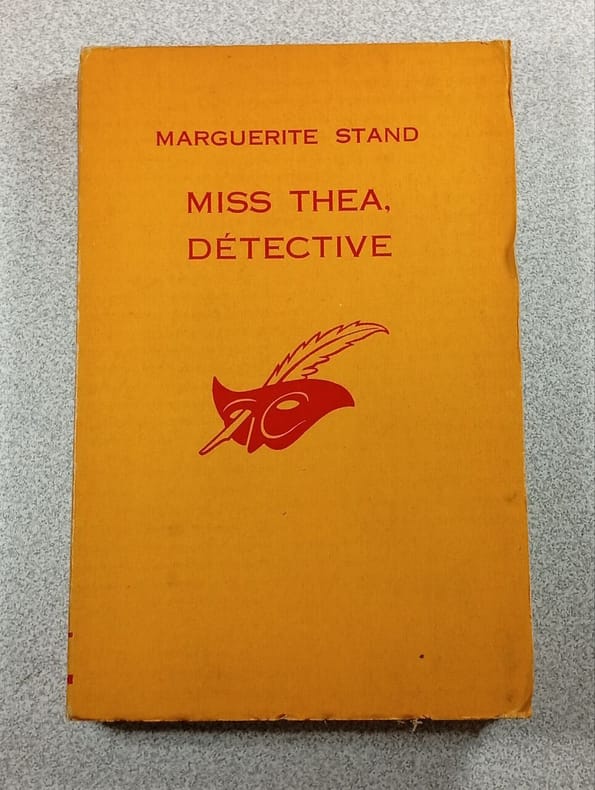 MARGUERITE STAND
MISS THEA,
DÉTECTIVE